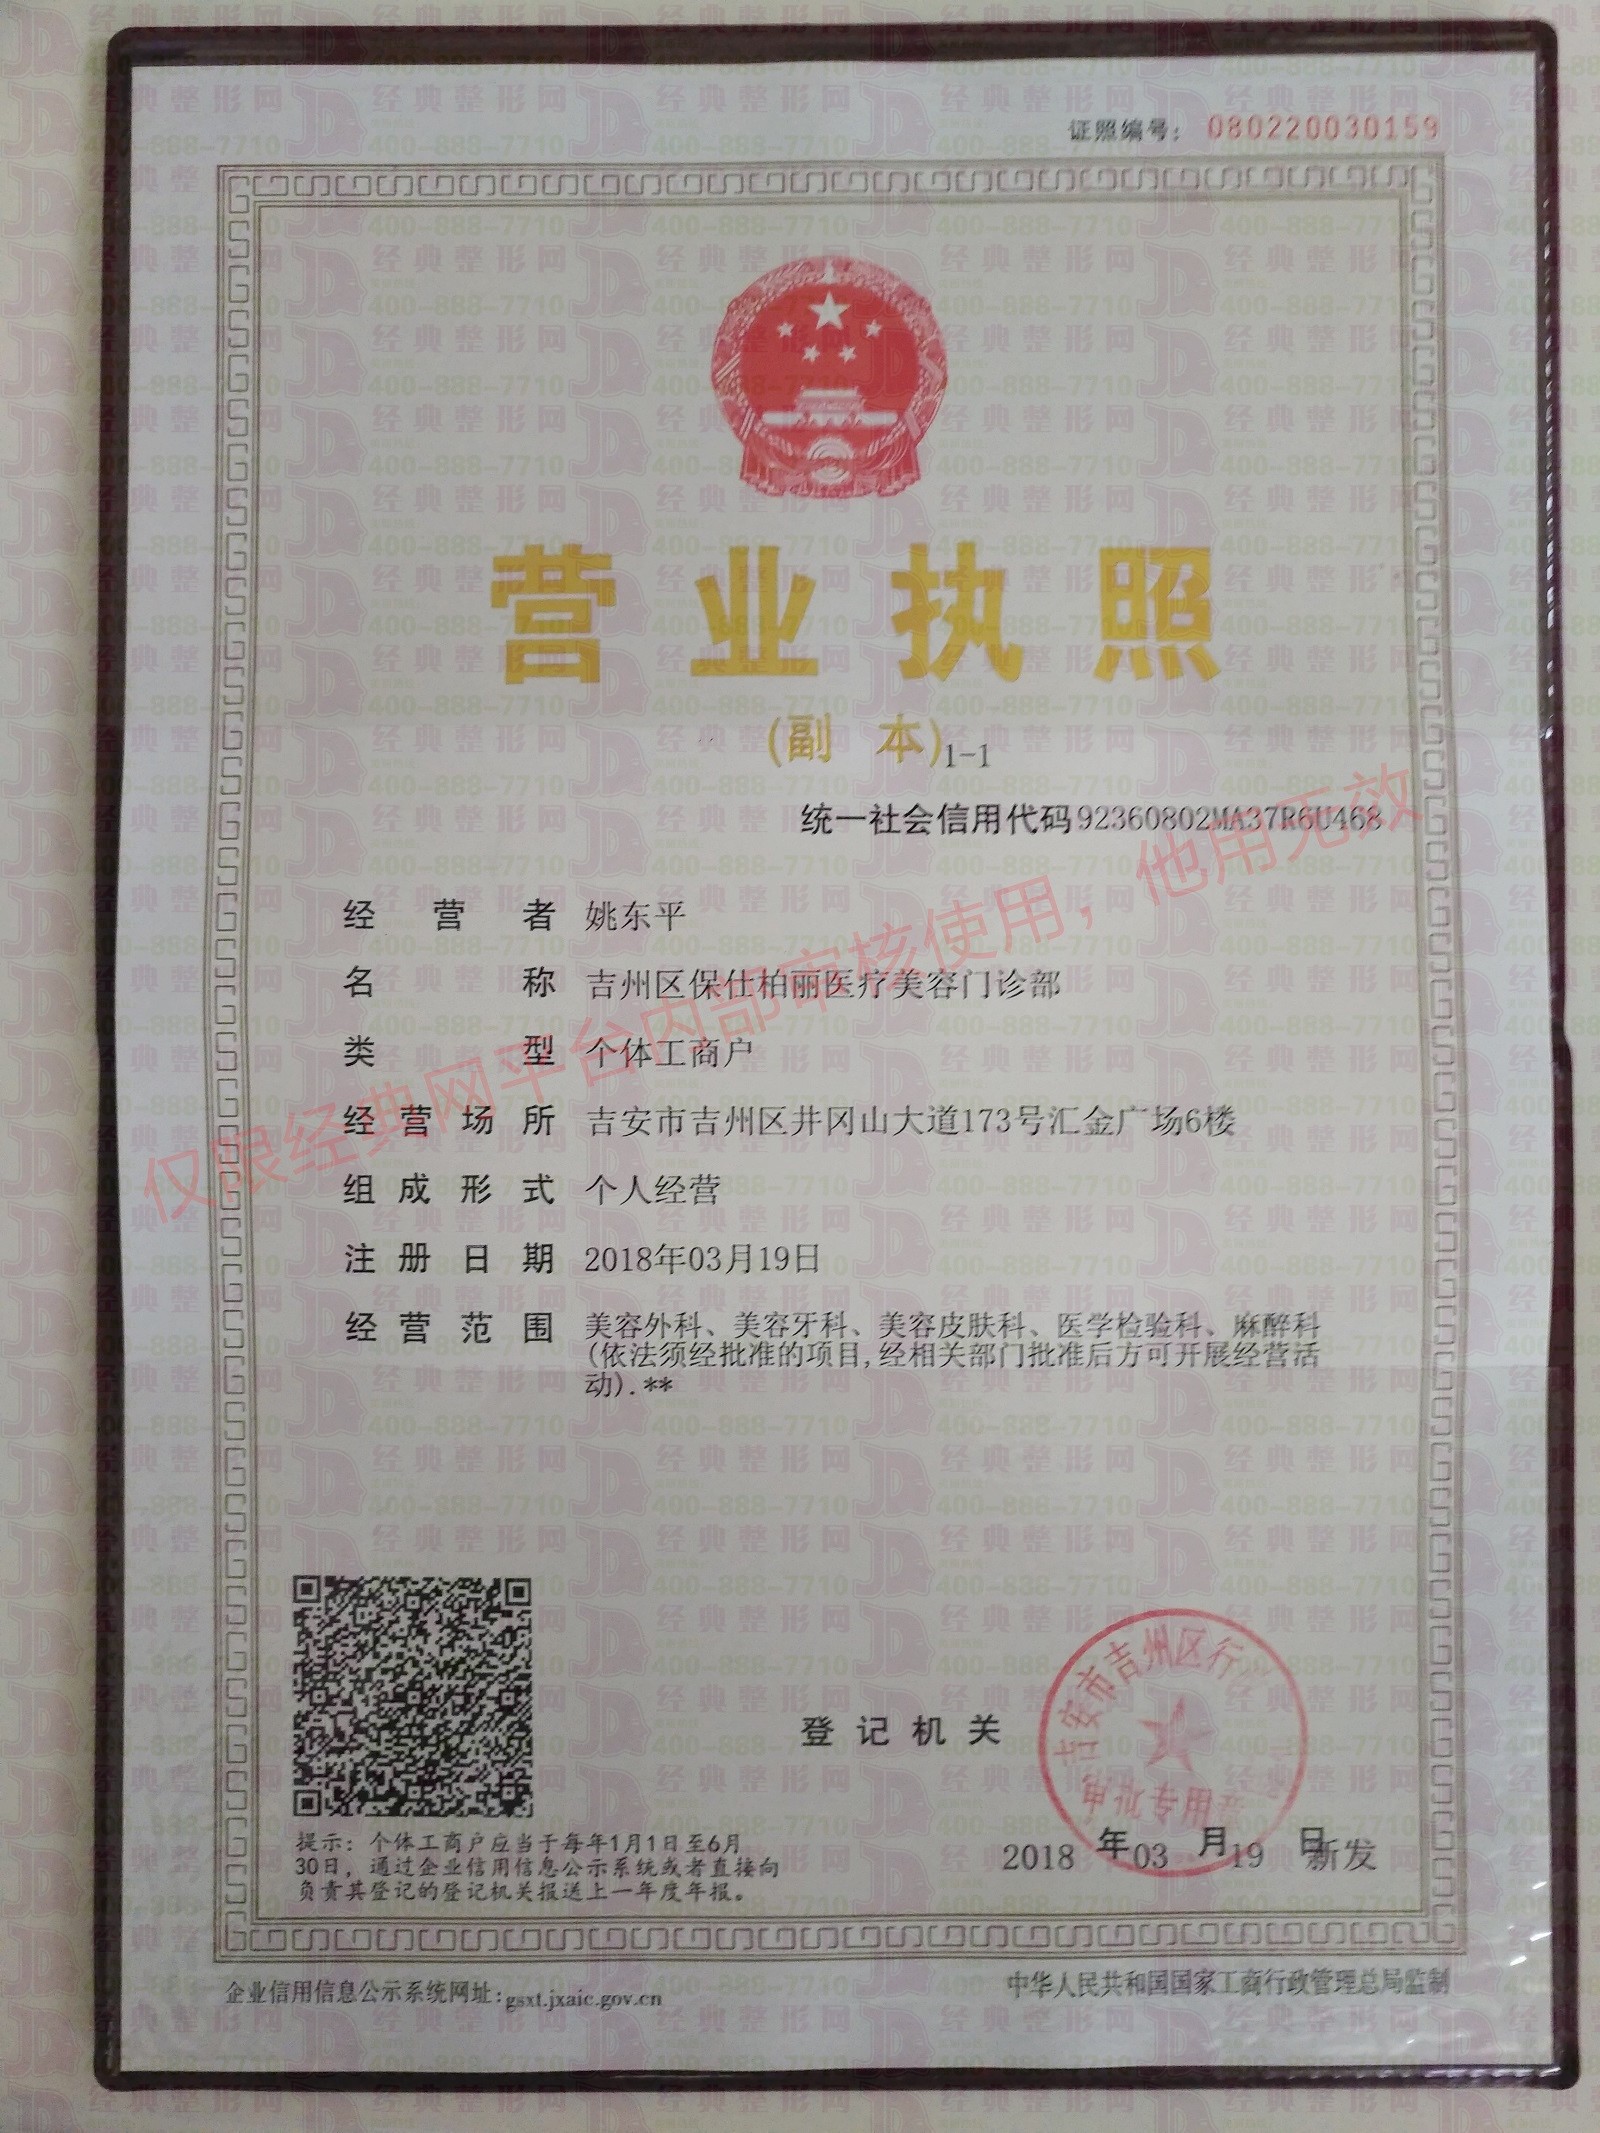 证照编号： 080220030159
营业执照
(副 本)1-1
统一社会信用代码92360802MA37R6U468
经营者 姚东平
名称 吉州区保仕柏丽医疗美容门诊部
类型 个体工商户
经营场所 吉安市吉州区井冈山大道173号汇金广场6楼
组成形式 个人经营
注册日期 2018年03月19日
经营范围 美容外科、美容牙科、美容皮肤科、医学检验科、麻醉科
(依法须经批准的项目,经相关部门批准后方可开展经营活
动).**
仅限经典网平台内部审核使用，他用无效
登记机关
吉安市吉州区行
审批专用章
2018 年03 月19 日新发
提示：个体工商户应当于每年1月1日至6月
30日，通过企业信用信息公示系统或者直接向
负责其登记的登记机关报送上一年度年报。
企业信用信息公示系统网址:gsxt.jxaic.gov.cn
中华人民共和国国家工商行政管理总局监制
经典整形网
400-888-7710